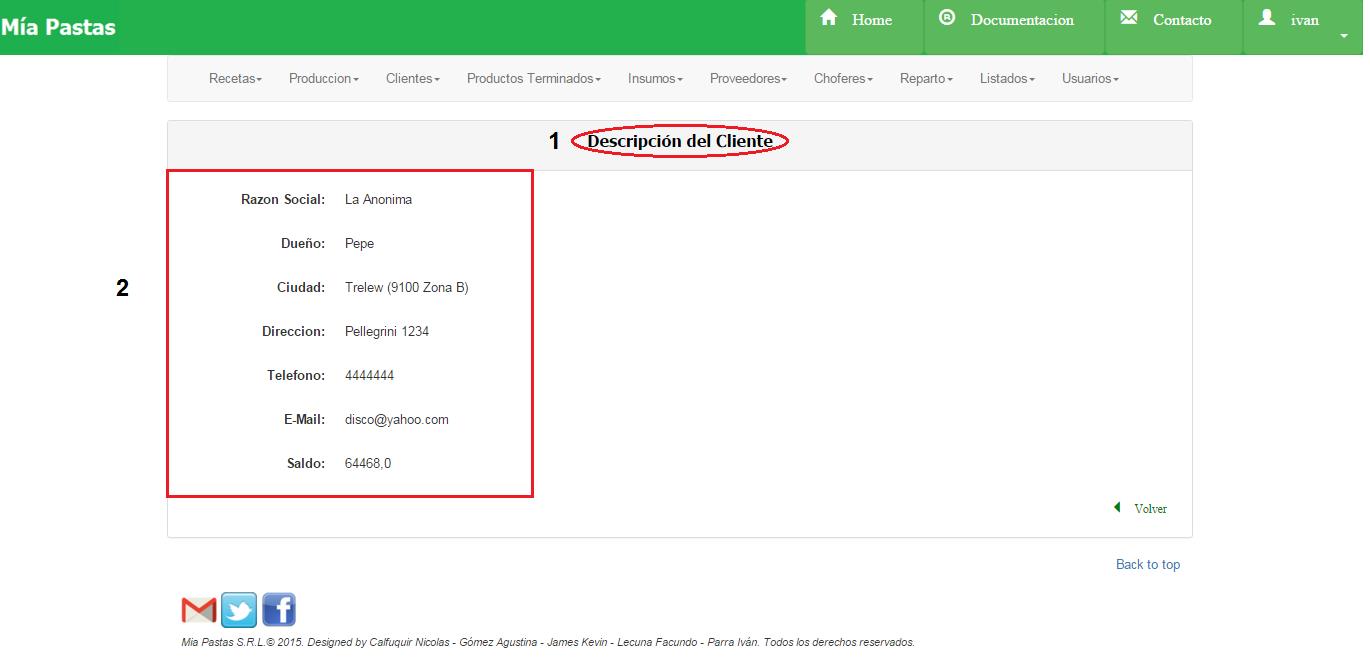 Mía Pastas Home Documentacion Contacto ivan
Recetas Produccion Clientes Productos Terminados Insumos Proveedores Choferes Reparto Listados Usuarios
1 Descripción del Cliente
Razon Social: La Anonima
Dueño: Pepe
2 Ciudad: Trelew (9100 Zona B)
Direccion: Pellegrini 1234
Telefono: 4444444
E-Mail: disco@yahoo.com
Saldo: 64468,0
Volver
Back to top
Mia Pastas S.R.L.© 2015. Designed by Calfuquir Nicolas - Gómez Agustina - James Kevin - Lecuna Facundo - Parra Iván. Todos los derechos reservados.